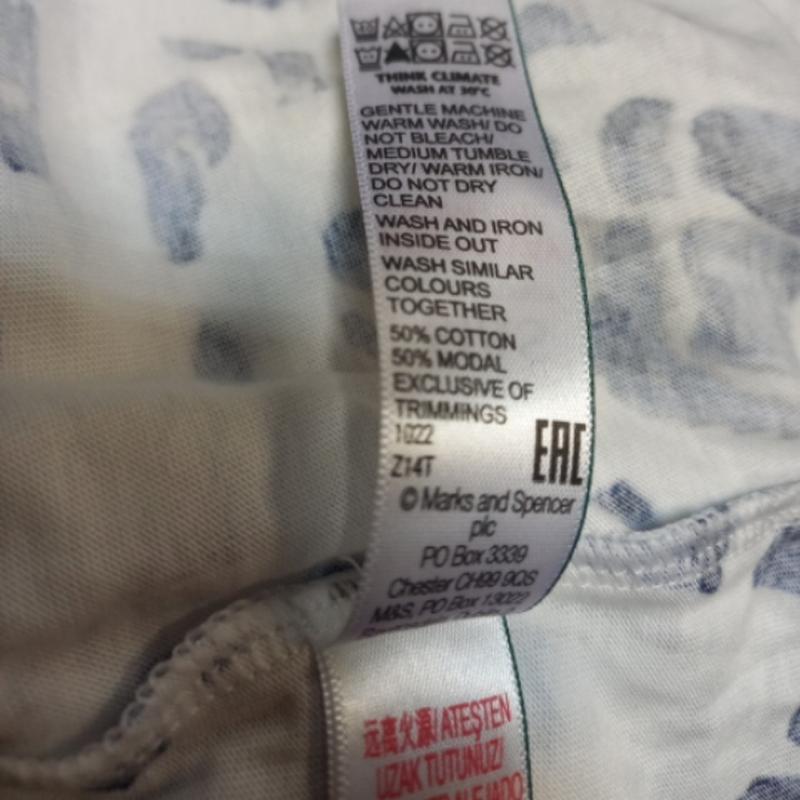 THINK CLIMATE
WASH AT 30°C
GENTLE MACHINE
WARM WASH/ DO
NOT BLEACH/
MEDIUM TUMBLE
DRY/ WARM IRON/
DO NOT DRY
CLEAN
WASH AND IRON
INSIDE OUT
WASH SIMILAR
COLOURS
TOGETHER
50% COTTON
50% MODAL
EXCLUSIVE OF
TRIMMINGS
1022
Z14T
EAC
© Marks and Spencer
plc
PO Box 3339
Chester CH99 9QS
M&S, PO Box 13022
远离火源/ ATEŞTEN
UZAK TUTUNUZ/